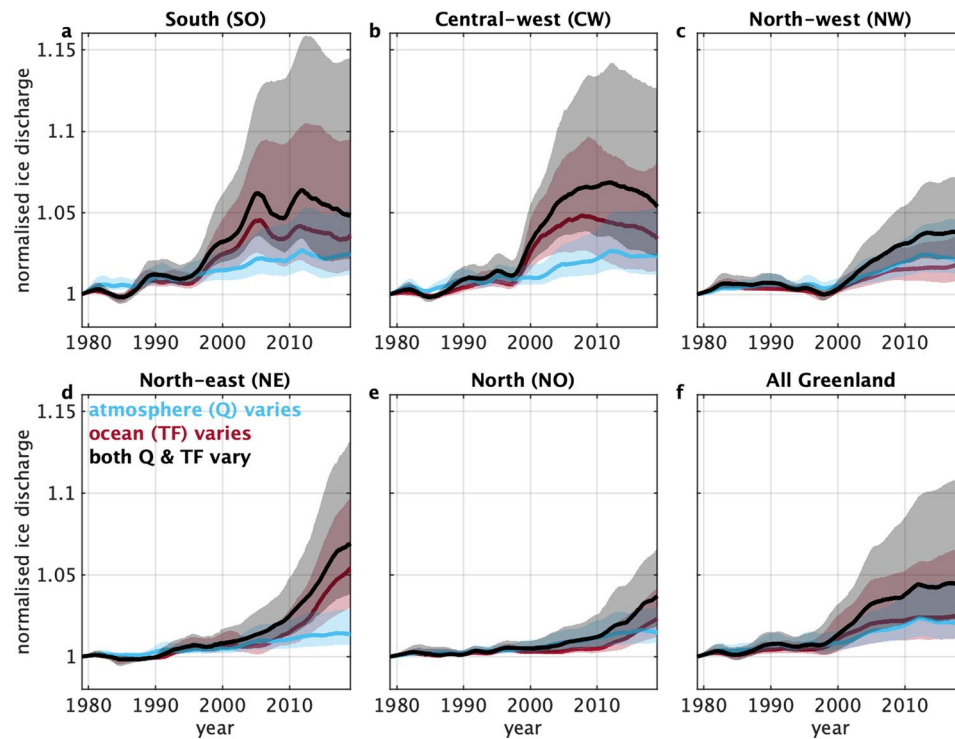 South (SO)
Central-west (CW)
North-west (NW)
a
b
c
normalised ice discharge
1.15
1.1
1.05
1
1980 1990 2000 2010
1980 1990 2000 2010
1980 1990 2000 2010
North-east (NE)
North (NO)
All Greenland
d
e
f
atmosphere (Q) varies
ocean (TF) varies
both Q & TF vary
normalised ice discharge
1.15
1.1
1.05
1
1980 1990 2000 2010
1980 1990 2000 2010
1980 1990 2000 2010
year
year
year